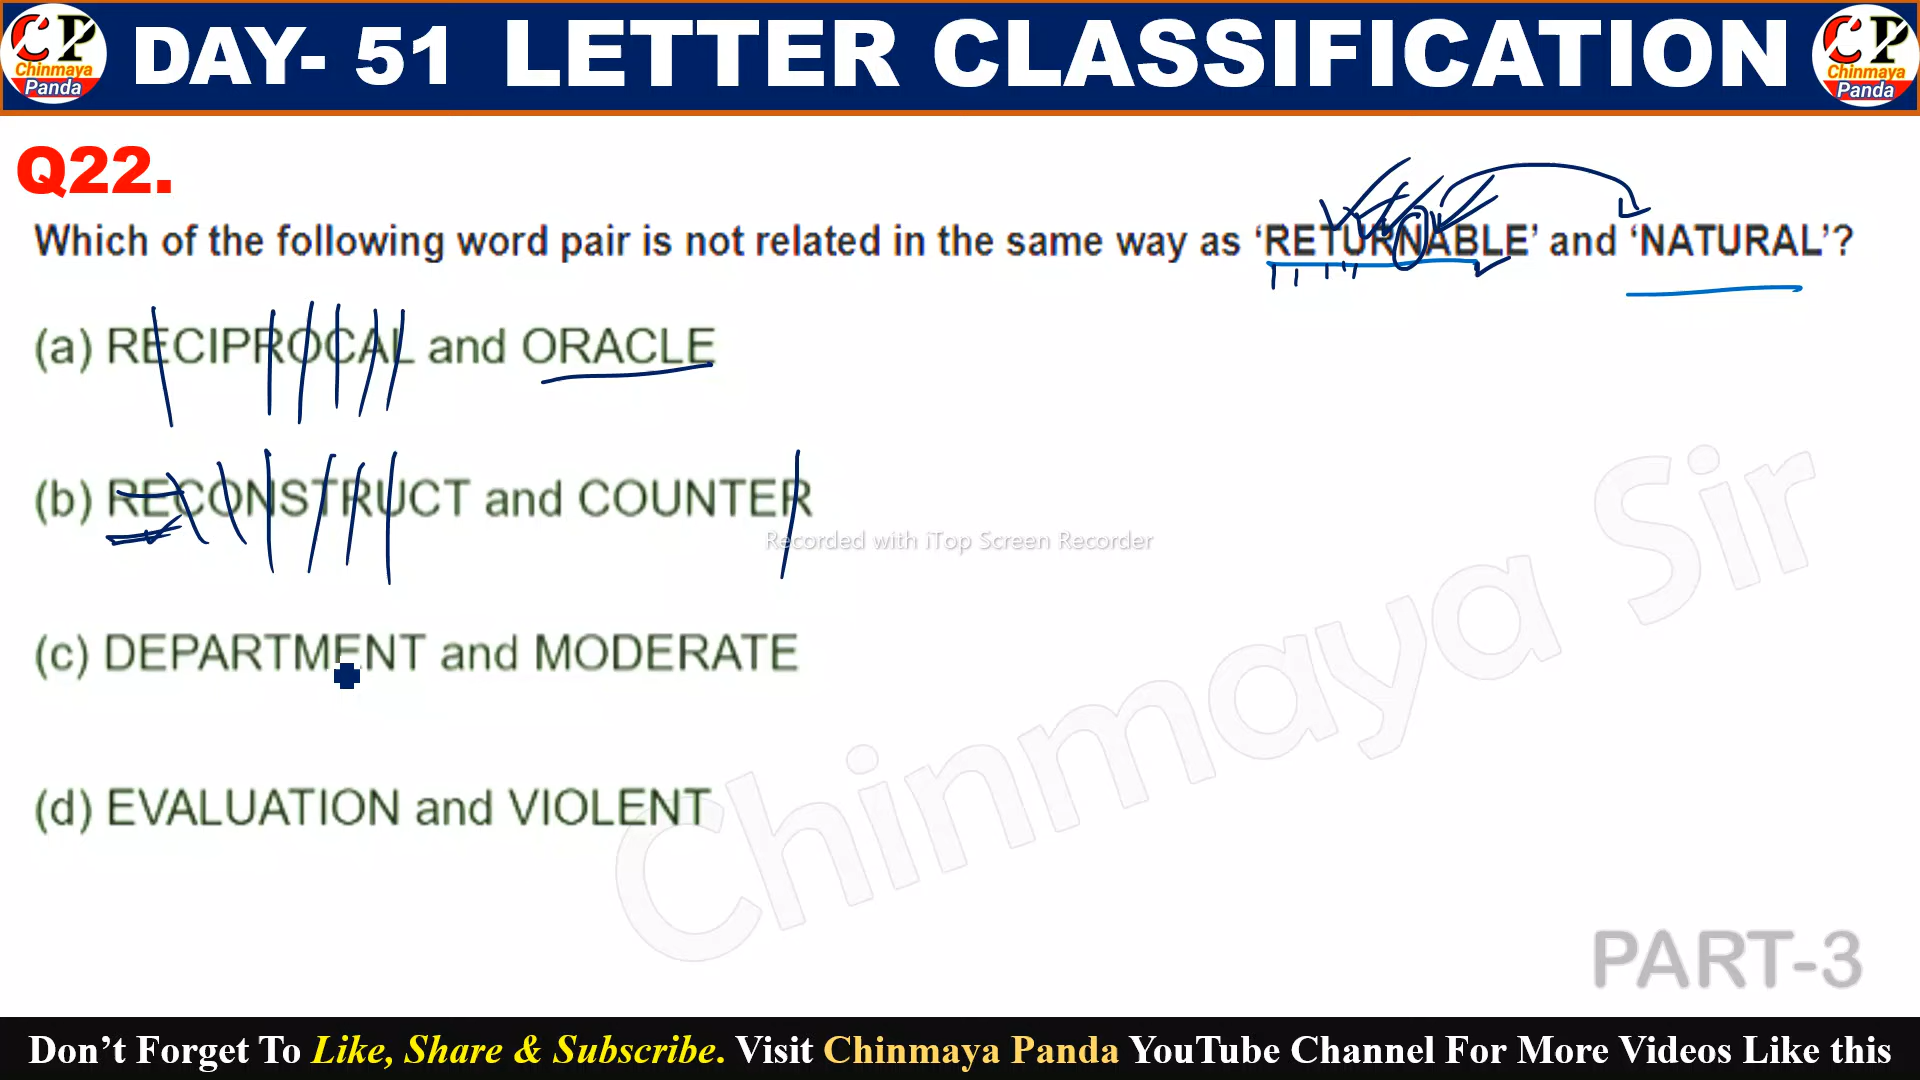 CP Chinmaya Panda DAY- 51 LETTER CLASSIFICATION CP Chinmaya Panda
Q22.
Which of the following word pair is not related in the same way as ‘RETURNABLE’ and ‘NATURAL’?
(a) RECIPROCAL and ORACLE
(b) RECONSTRUCT and COUNTER
Recorded with iTop Screen Recorder
(c) DEPARTMENT and MODERATE
(d) EVALUATION and VIOLENT
Chinmaya Sir
PART-3
Don’t Forget To Like, Share & Subscribe. Visit Chinmaya Panda YouTube Channel For More Videos Like this